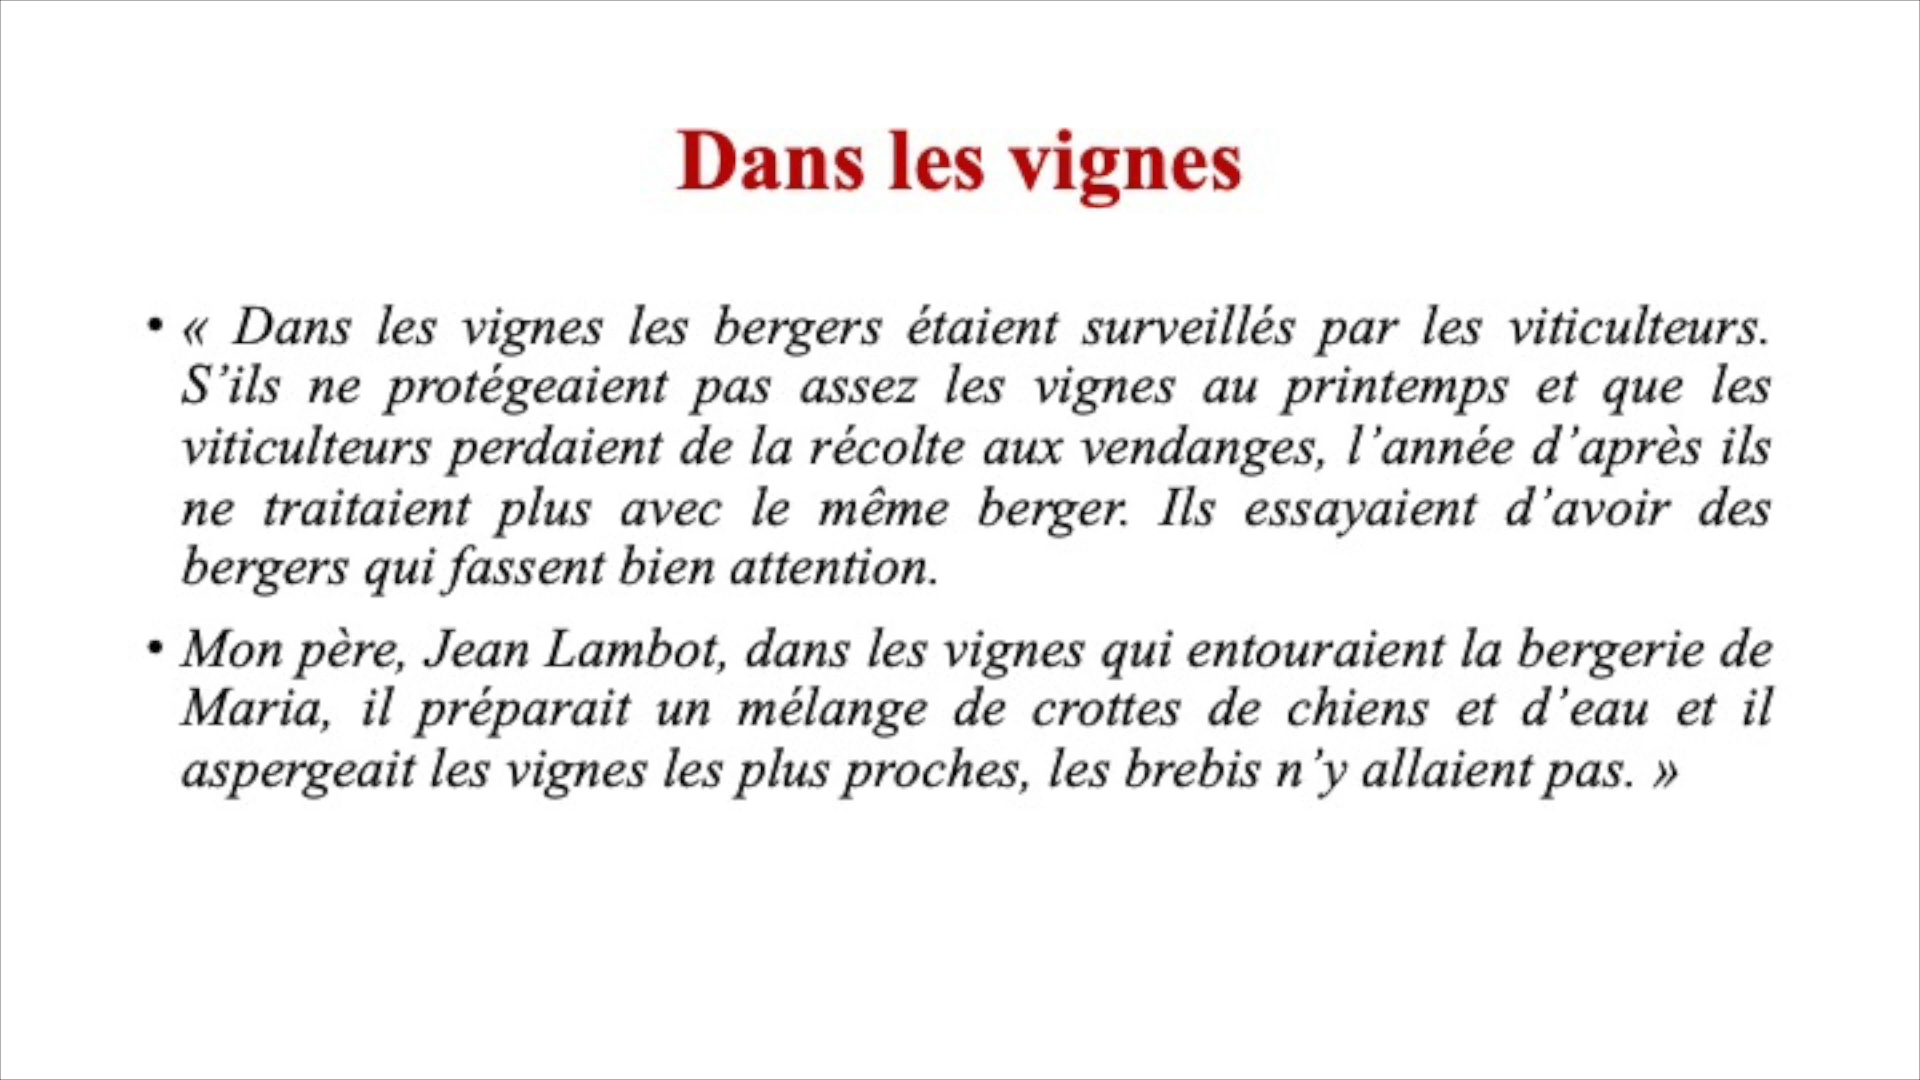 Dans les vignes
• « Dans les vignes les bergers étaient surveillés par les viticulteurs.
S’ils ne protégeaient pas assez les vignes au printemps et que les
viticulteurs perdaient de la récolte aux vendanges, l’année d’après ils
ne traitaient plus avec le même berger. Ils essayaient d’avoir des
bergers qui fassent bien attention.
• Mon père, Jean Lambot, dans les vignes qui entouraient la bergerie de
Maria, il préparait un mélange de crottes de chiens et d’eau et il
aspergeait les vignes les plus proches, les brebis n’y allaient pas. »